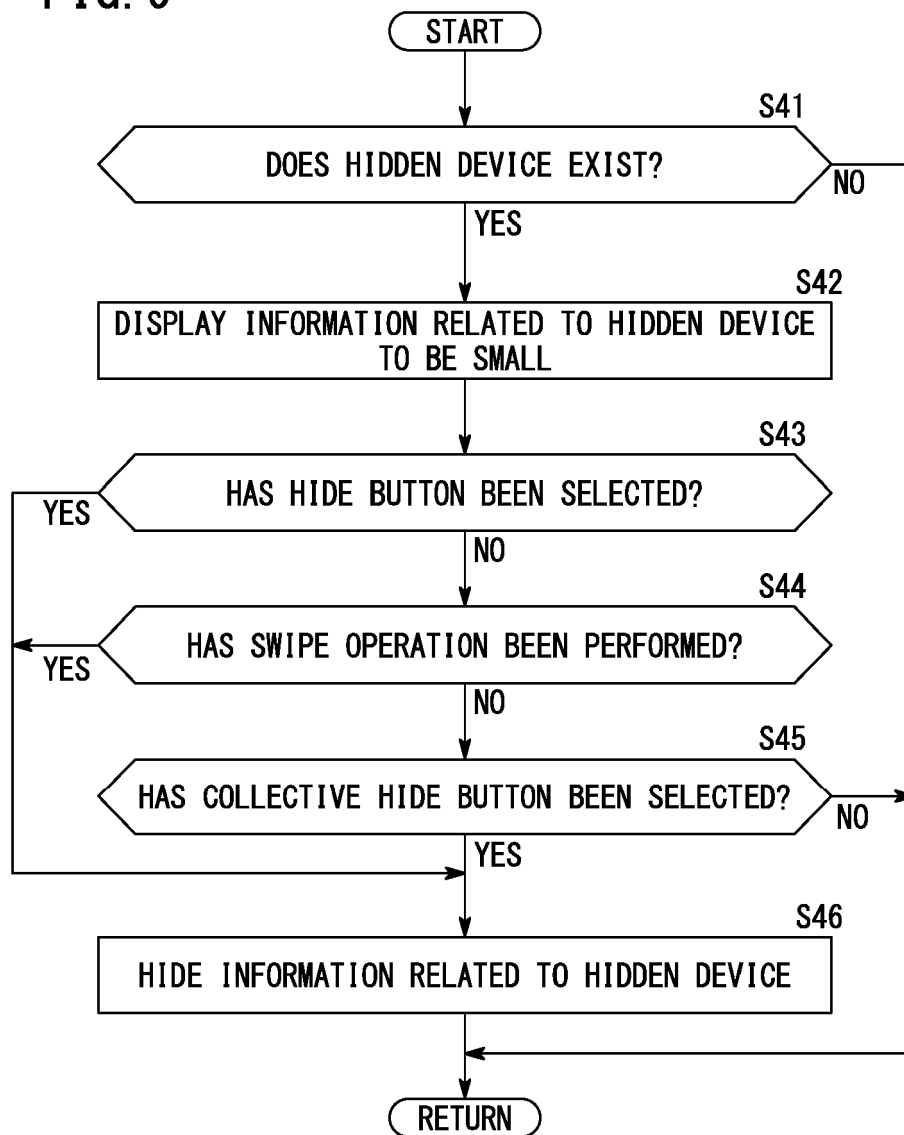 START
S41
DOES HIDDEN DEVICE EXIST?
NO
YES
S42
DISPLAY INFORMATION RELATED TO HIDDEN DEVICE
TO BE SMALL
S43
HAS HIDE BUTTON BEEN SELECTED?
YES
NO
S44
HAS SWIPE OPERATION BEEN PERFORMED?
YES
NO
S45
HAS COLLECTIVE HIDE BUTTON BEEN SELECTED?
NO
YES
S46
HIDE INFORMATION RELATED TO HIDDEN DEVICE
RETURN